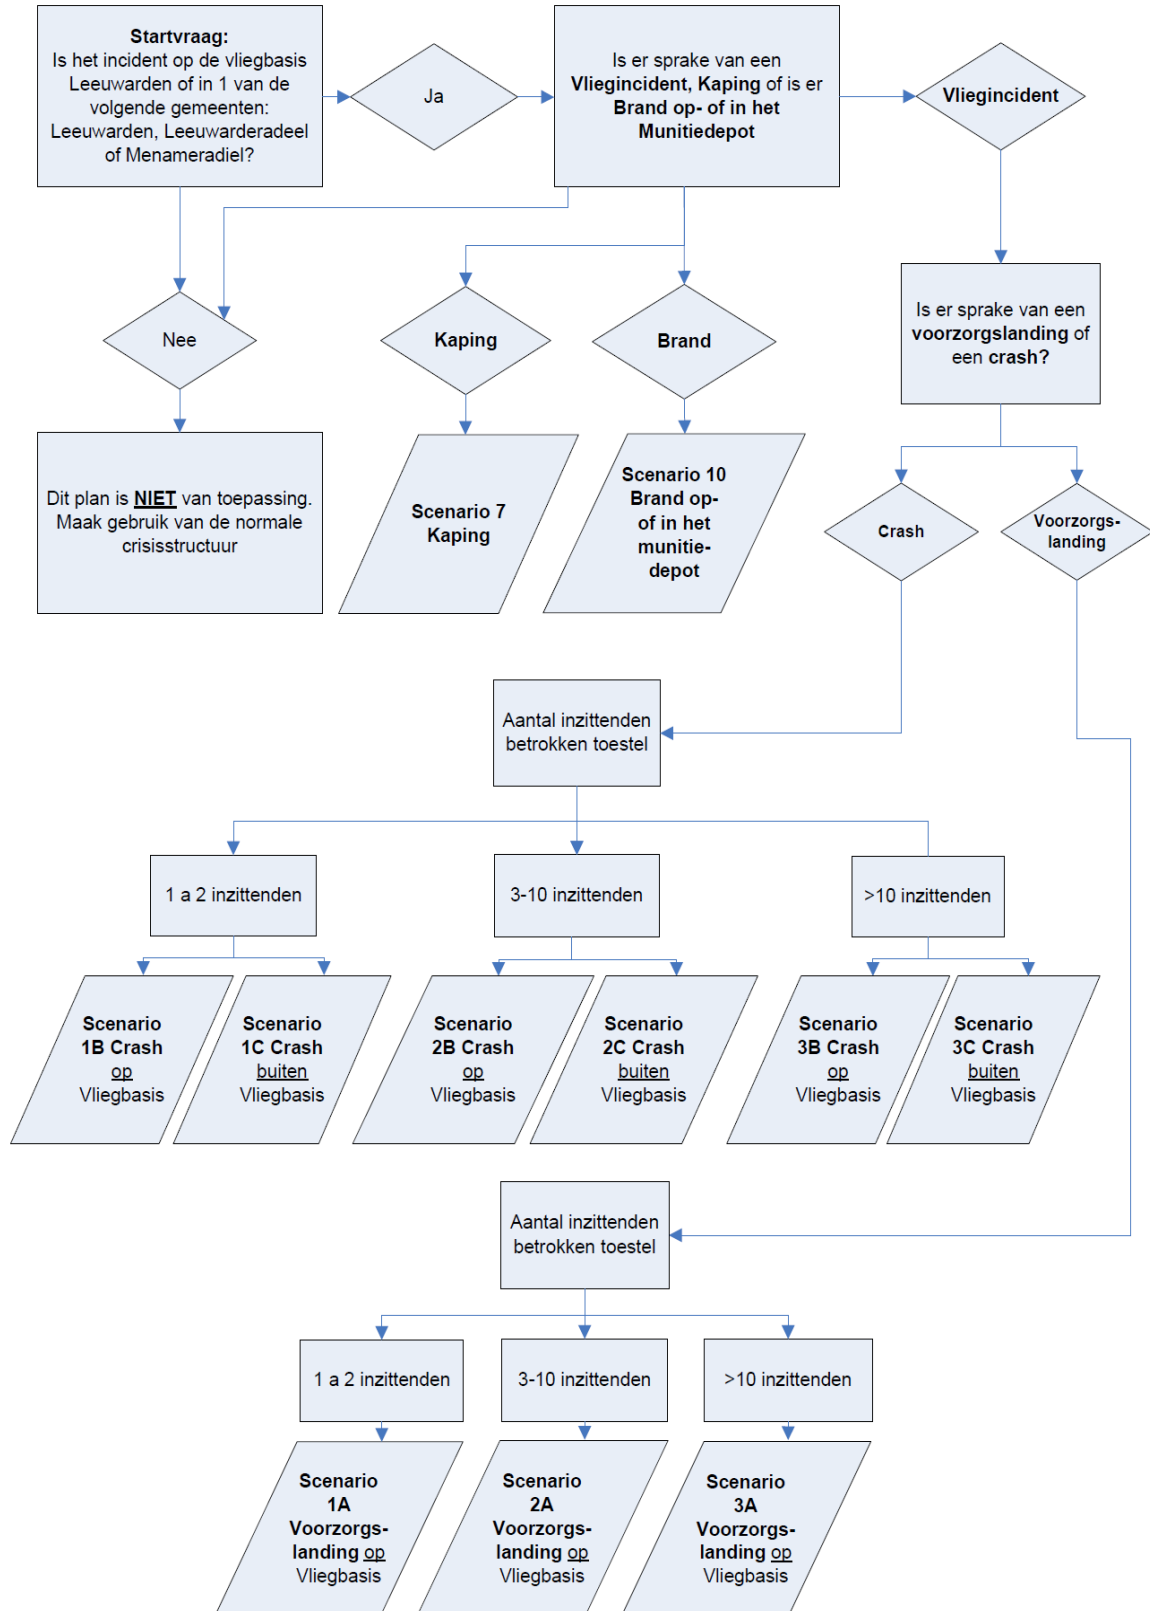 Startvraag:
Is het incident op de vliegbasis
Leeuwarden of in 1 van de
volgende gemeenten:
Leeuwarden, Leeuwarderadeel
of Menameradiel?
Ja
Is er sprake van een
Vliegincident, Kaping of is er
Brand op- of in het
Munitiedepot
Vliegincident
Nee
Kaping
Brand
Is er sprake van een
voorzorgslanding of
een crash?
Dit plan is NIET van toepassing.
Maak gebruik van de normale
crisisstructuur
Scenario 7
Kaping
Scenario 10
Brand op-
of in het
munitie-
depot
Crash
Voorzorgs-
landing
Aantal inzittenden
betrokken toestel
1 a 2 inzittenden
3-10 inzittenden
>10 inzittenden
Scenario
1B Crash
op
Vliegbasis
Scenario
1C Crash
buiten
Vliegbasis
Scenario
2B Crash
op
Vliegbasis
Scenario
2C Crash
buiten
Vliegbasis
Scenario
3B Crash
op
Vliegbasis
Scenario
3C Crash
buiten
Vliegbasis
Aantal inzittenden
betrokken toestel
1 a 2 inzittenden
3-10 inzittenden
>10 inzittenden
Scenario
1A
Voorzorgs-
landing op
Vliegbasis
Scenario
2A
Voorzorgs-
landing op
Vliegbasis
Scenario
3A
Voorzorgs-
landing op
Vliegbasis